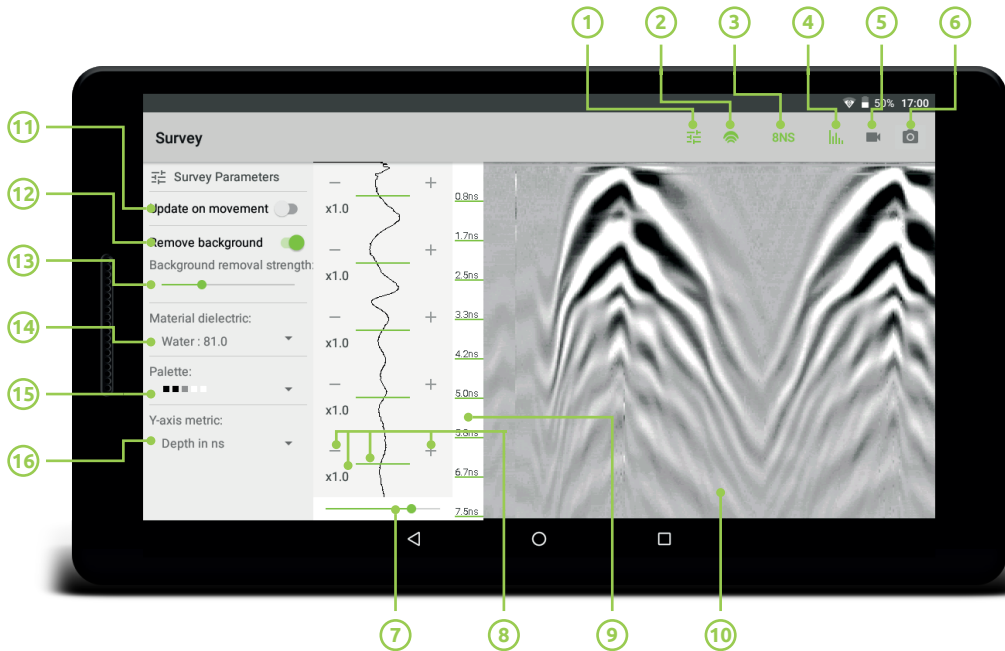 1 2 3 4 5 6
50% 17:00
Survey
8NS
11
Survey Parameters
Update on movement
12
Remove background
Background removal strength:
13
Material dielectric:
14
Water : 81.0
Palette:
15
Y-axis metric:
16
Depth in ns
x1.0
x1.0
x1.0
x1.0
x1.0
0.8ns
1.7ns
2.5ns
3.3ns
4.2ns
5.0ns
5.8ns
6.7ns
7.5ns
7 8 9 10